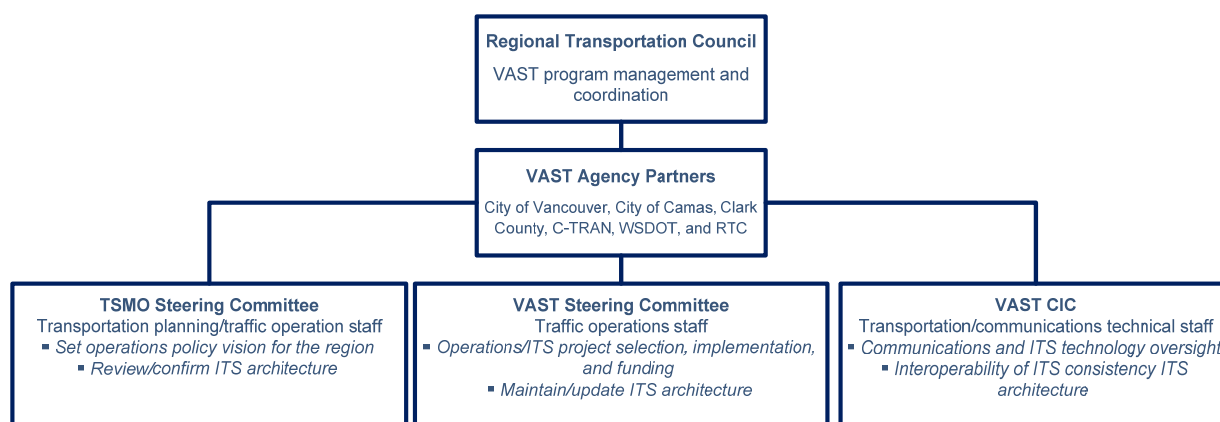 Regional Transportation Council
VAST program management and
coordination
VAST Agency Partners
City of Vancouver, City of Camas, Clark
County, C-TRAN, WSDOT, and RTC
TSMO Steering Committee
Transportation planning/traffic operation staff
▪ Set operations policy vision for the region
▪ Review/confirm ITS architecture
VAST Steering Committee
Traffic operations staff
▪ Operations/ITS project selection, implementation,
and funding
▪ Maintain/update ITS architecture
VAST CIC
Transportation/communications technical staff
▪ Communications and ITS technology oversight
▪ Interoperability of ITS consistency ITS
architecture